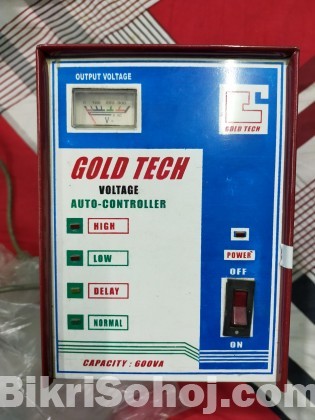 OUTPUT VOLTAGE
V
GOLD TECH
GOLD TECH
VOLTAGE
AUTO-CONTROLLER
HIGH
LOW
DELAY
NORMAL
POWER
OFF
ON
CAPACITY : 600VA
BikriSohoj.com